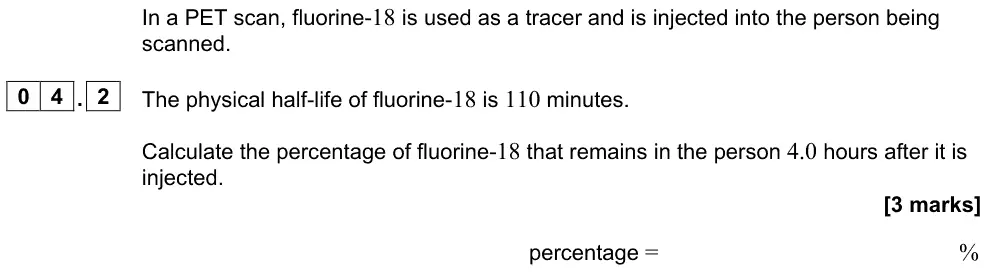 In a PET scan, fluorine-18 is used as a tracer and is injected into the person being
scanned.
0 4 . 2 The physical half-life of fluorine-18 is 110 minutes.
Calculate the percentage of fluorine-18 that remains in the person 4.0 hours after it is
injected.
[3 marks]
percentage = %